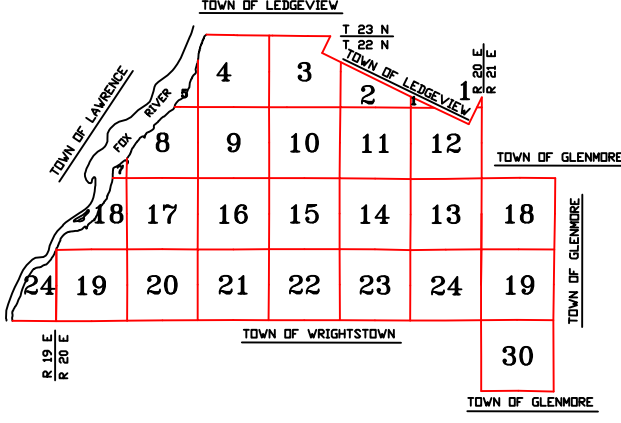 TOWN OF LEDGEVIEW
T 23 N
T 22 N
TOWN OF LEDGEVIEW
R 20 E
R 21 E
TOWN OF LAWRENCE
FOX RIVER
4 3 2 1 1
8 9 10 11 12
TOWN OF GLENMORE
7
18 17 16 15 14 13 18
TOWN OF GLENMORE
24 19 20 21 22 23 24 19
R 19 E
R 20 E
TOWN OF WRIGHTSTOWN
30
TOWN OF GLENMORE